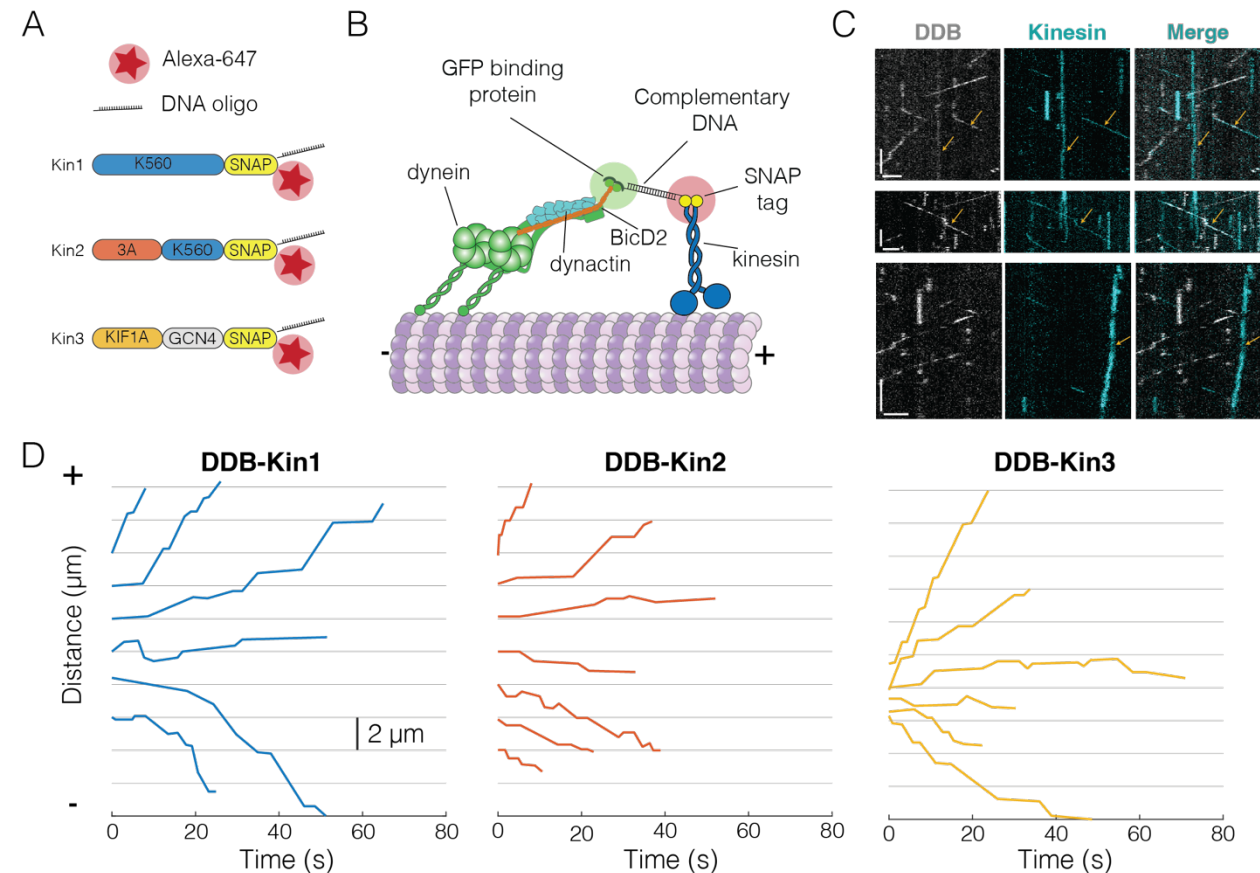 A
Alexa-647
DNA oligo
Kin1 K560 SNAP
Kin2 3A K560 SNAP
Kin3 KIF1A GCN4 SNAP
B
GFP binding
protein
Complementary
DNA
dynein
SNAP
tag
BicD2
dynactin
kinesin
- +
C
DDB Kinesin Merge
D
DDB-Kin1 DDB-Kin2 DDB-Kin3
+
Distance (μm)
2 μm
-
0 20 40 60 80 0 20 40 60 80 0 20 40 60 80
Time (s) Time (s) Time (s)